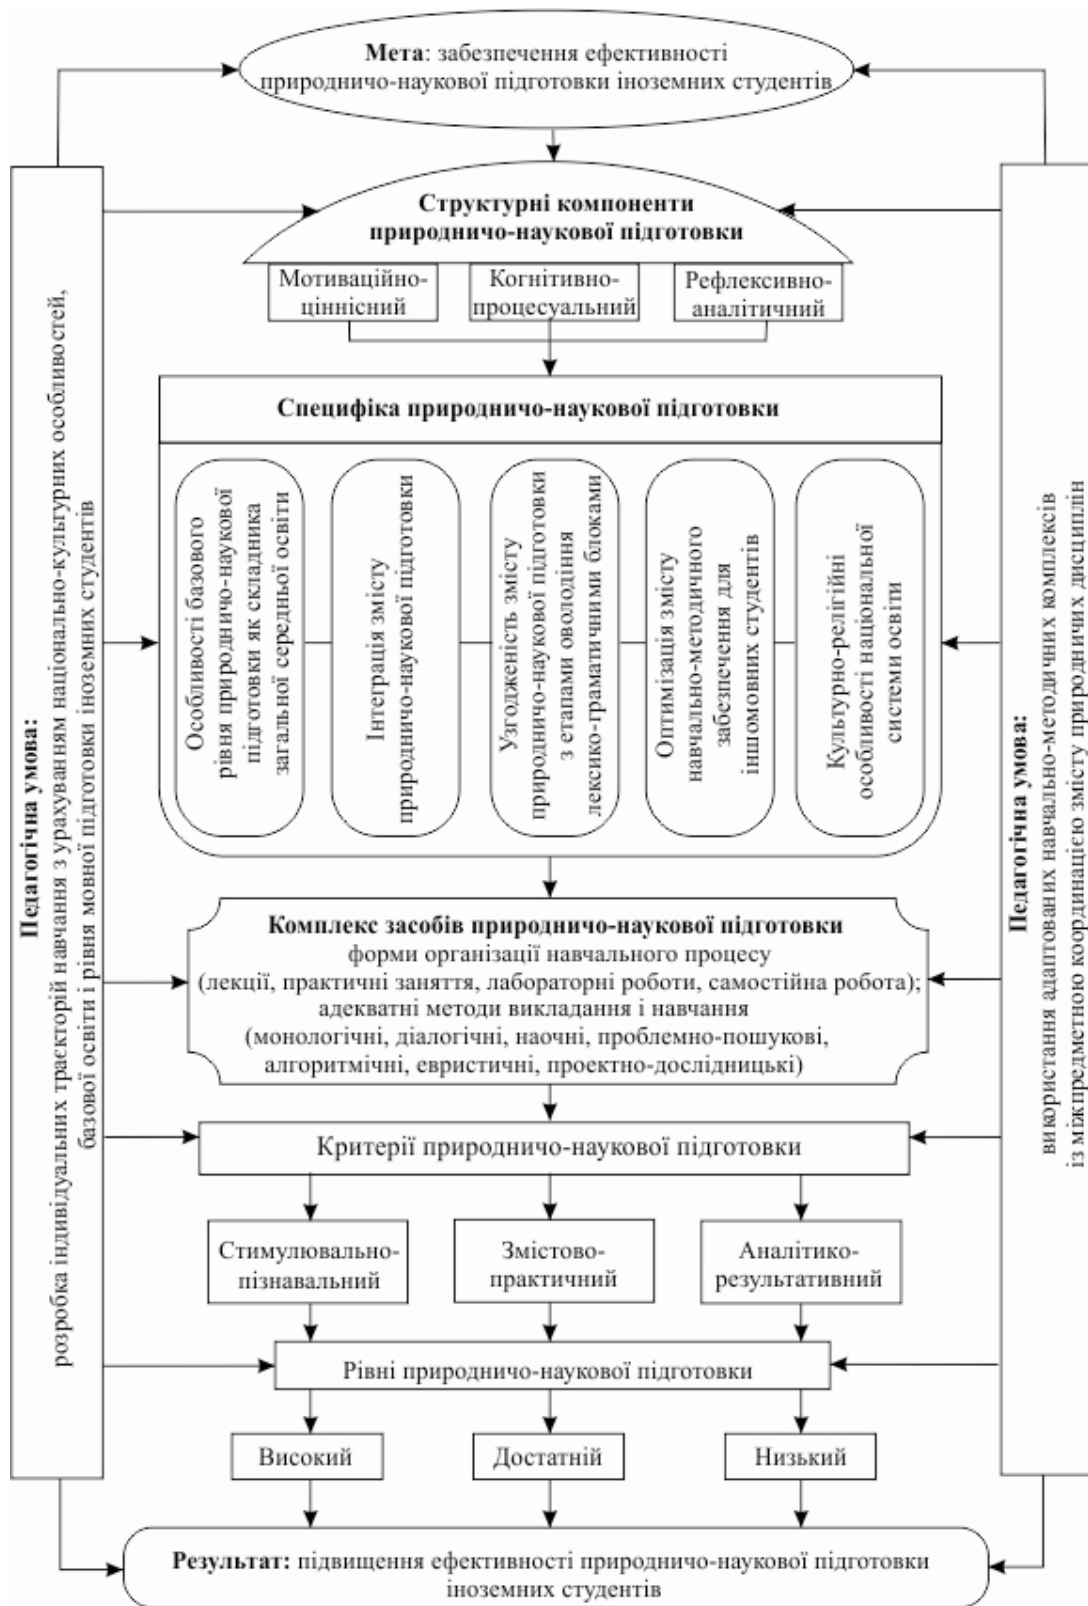 Мета: забезпечення ефективності
природничо-наукової підготовки іноземних студентів
Структурні компоненти
природничо-наукової підготовки
Мотиваційно-
ціннісний
Когнітивно-
процесуальний
Рефлексивно-
аналітичний
Специфіка природничо-наукової підготовки
Особливості базового
рівня природничо-наукової
підготовки як складника
загальної середньої освіти
Інтеграція змісту
природничо-наукової підготовки
Узгодженість змісту
природничо-наукової підготовки
з етапами оволодіння
лексико-граматичними блоками
Оптимізація змісту
навчально-методичного
забезпечення для
іншомовних студентів
Культурно-релігійні
особливості національної
системи освіти
Комплекс засобів природничо-наукової підготовки
форми організації навчального процесу
(лекції, практичні заняття, лабораторні роботи, самостійна робота);
адекватні методи викладання і навчання
(монологічні, діалогічні, наочні, проблемно-пошукові,
алгоритмічні, евристичні, проектно-дослідницькі)
Критерії природничо-наукової підготовки
Стимулювально-
пізнавальний
Змістово-
практичний
Аналітико-
результативний
Рівні природничо-наукової підготовки
Високий
Достатній
Низький
Результат: підвищення ефективності природничо-наукової підготовки
іноземних студентів
Педагогічна умова:
розробка індивідуальних траєкторій навчання з урахуванням національно-культурних особливостей,
базової освіти і рівня мовної підготовки іноземних студентів
Педагогічна умова:
використання адаптованих навчально-методичних комплексів
із міжпредметною координацією змісту природничих дисциплін